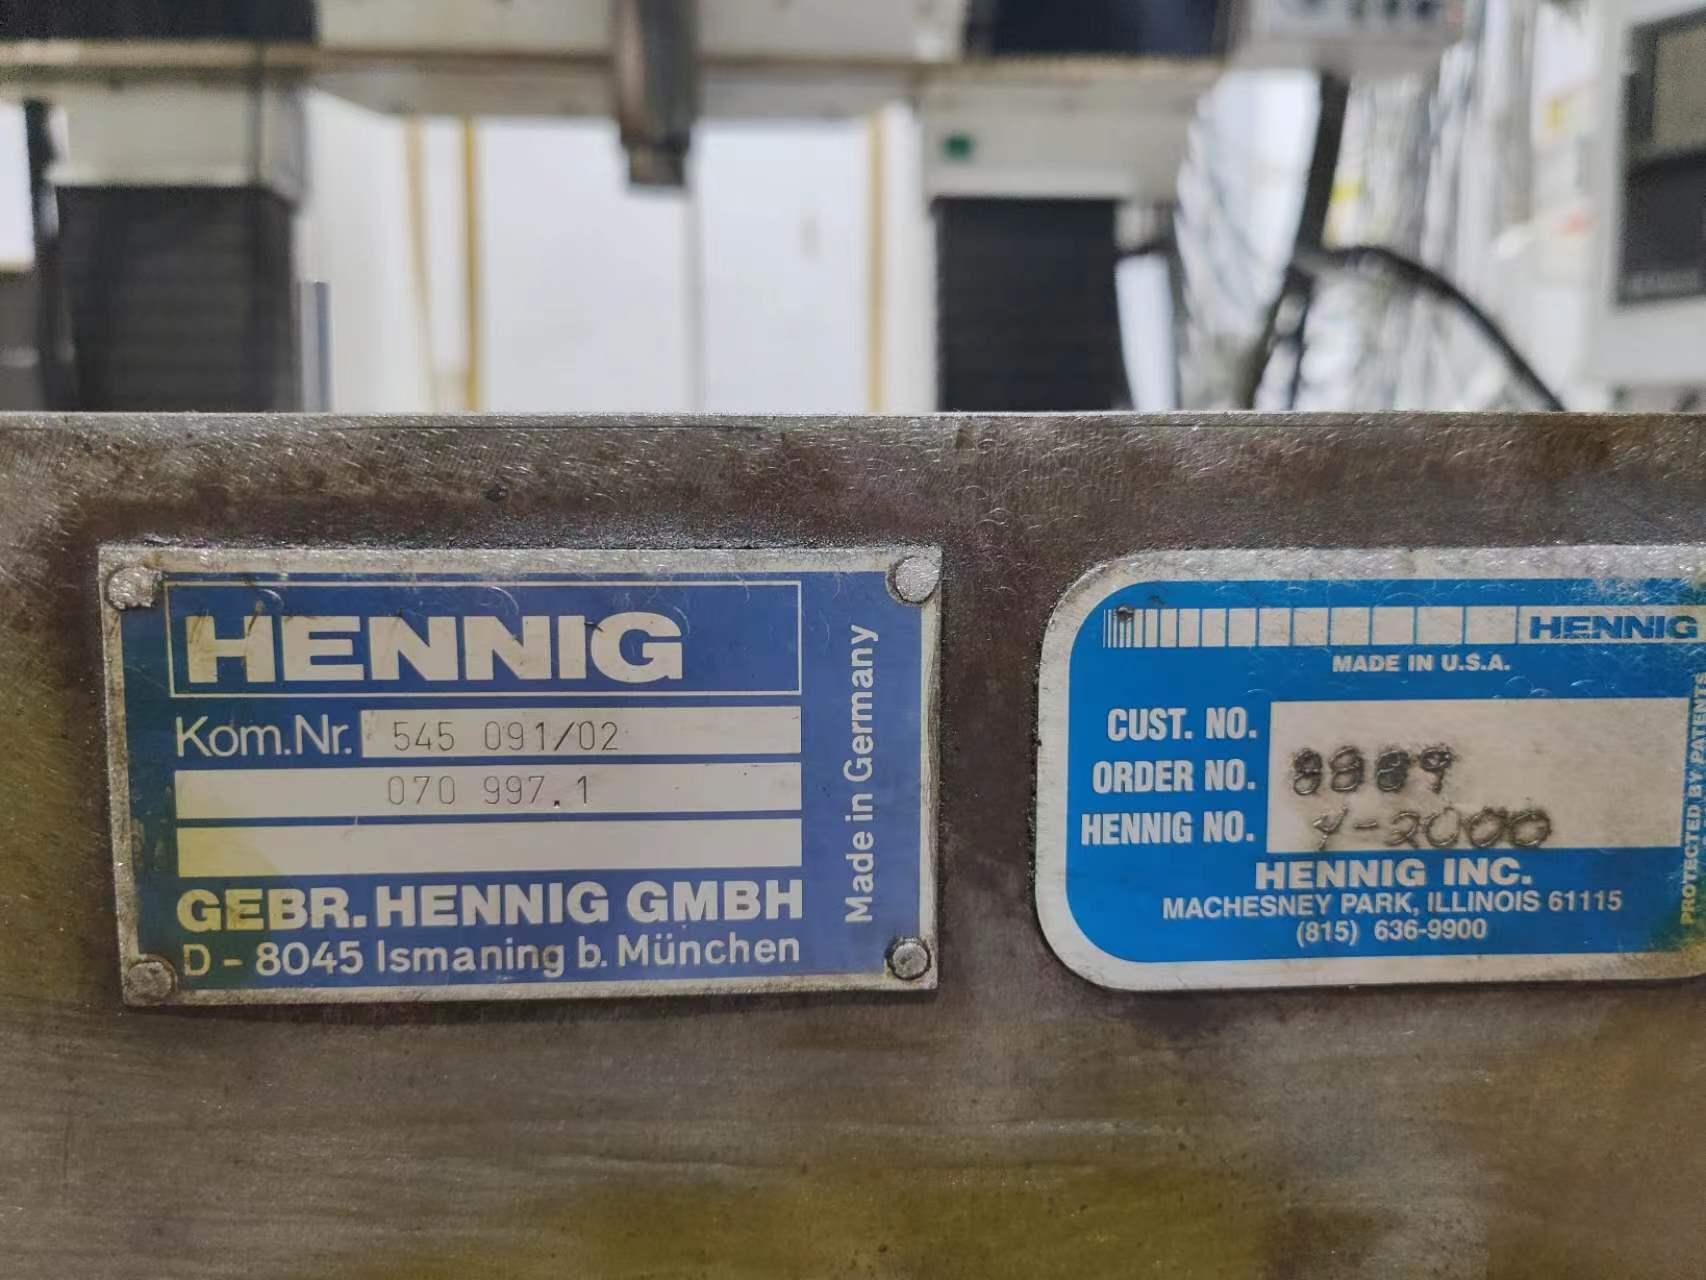 HENNIG
Kom.Nr. 545 091/02
070 997.1
GEBR. HENNIG GMBH
D - 8045 Ismaning b. München
Made in Germany
HENNIG
MADE IN U.S.A.
CUST. NO.
ORDER NO. 8889
HENNIG NO. Y-2000
HENNIG INC.
MACHESNEY PARK, ILLINOIS 61115
(815) 636-9900
PROTECTED BY PATENTS